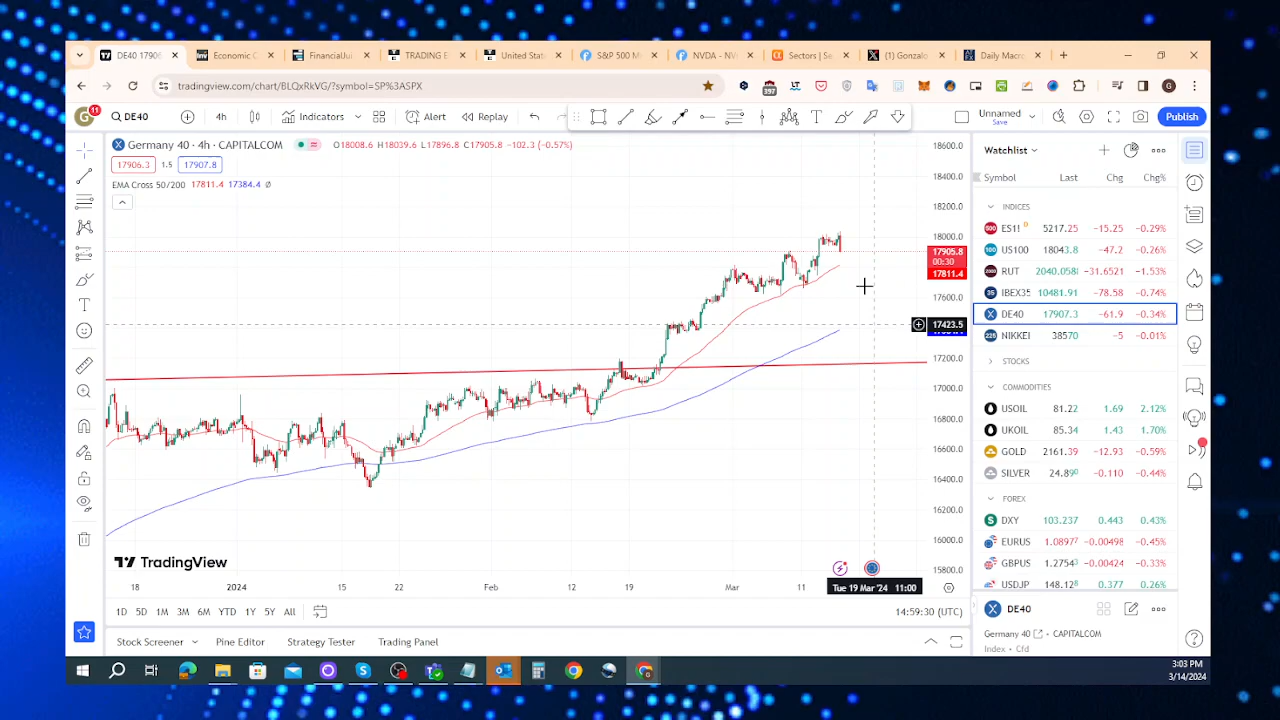 DE40 17906
Economic C
FinancialJui
TRADING E
United Stat
S&P 500 M
NVDA - NV
Sectors | Se
(1) Gonzalo
Daily Macr
tradingview.com/chart/BLQxRkVG/?symbol=SP%3ASPX
397
G
G
11
DE40
4h
Indicators
Alert
Replay
Unnamed
Save
Publish
Germany 40 · 4h · CAPITALCOM
O18008.6 H18039.6 L17896.8 C17905.8 -102.3 (-0.57%)
17906.3
1.5
17907.8
EMA Cross 50/200 17811.4 17384.4 Ø
18600.0
18400.0
18200.0
18000.0
17905.8
00:30
17811.4
17600.0
17423.5
17200.0
17000.0
16800.0
16600.0
16400.0
16200.0
16000.0
15800.0
TradingView
18
2024
15
22
Feb
12
19
Mar
11
Tue 19 Mar '24 11:00
1D 5D 1M 3M 6M YTD 1Y 5Y All
14:59:30 (UTC)
Stock Screener
Pine Editor
Strategy Tester
Trading Panel
Watchlist
Symbol Last Chg Chg%
INDICES
ES1! D 5217.25 -15.25 -0.29%
US100 18043.8 -47.2 -0.26%
RUT 2040.058 -31.6521 -1.53%
IBEX35 10481.91 -78.58 -0.74%
DE40 17907.3 -61.9 -0.34%
NIKKEI 38570 -5 -0.01%
STOCKS
COMMODITIES
USOIL 81.22 1.69 2.12%
UKOIL 85.34 1.43 1.70%
GOLD 2161.39 -12.93 -0.59%
SILVER 24.890 -0.110 -0.44%
FOREX
DXY 103.237 0.443 0.43%
EURUS 1.08977 -0.00498 -0.45%
GBPUS 1.27543 -0.00421 -0.33%
USDJP 148.128 0.377 0.26%
DE40
Germany 40 · CAPITALCOM
Index · Cfd
3:03 PM
3/14/2024